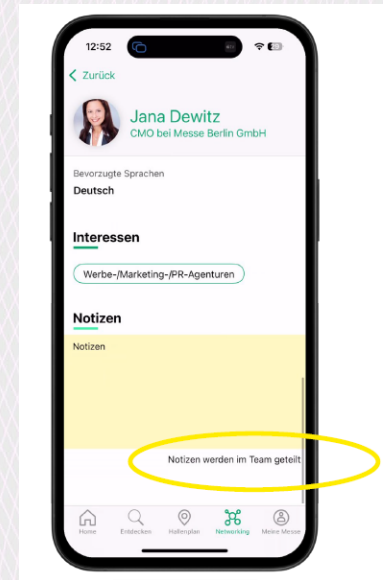 12:52
Zurück
Jana Dewitz
CMO bei Messe Berlin GmbH
Bevorzugte Sprachen
Deutsch
Interessen
Werbe-/Marketing-/PR-Agenturen
Notizen
Notizen
Notizen werden im Team geteilt
Home Entdecken Hallenplan Networking Meine Messe